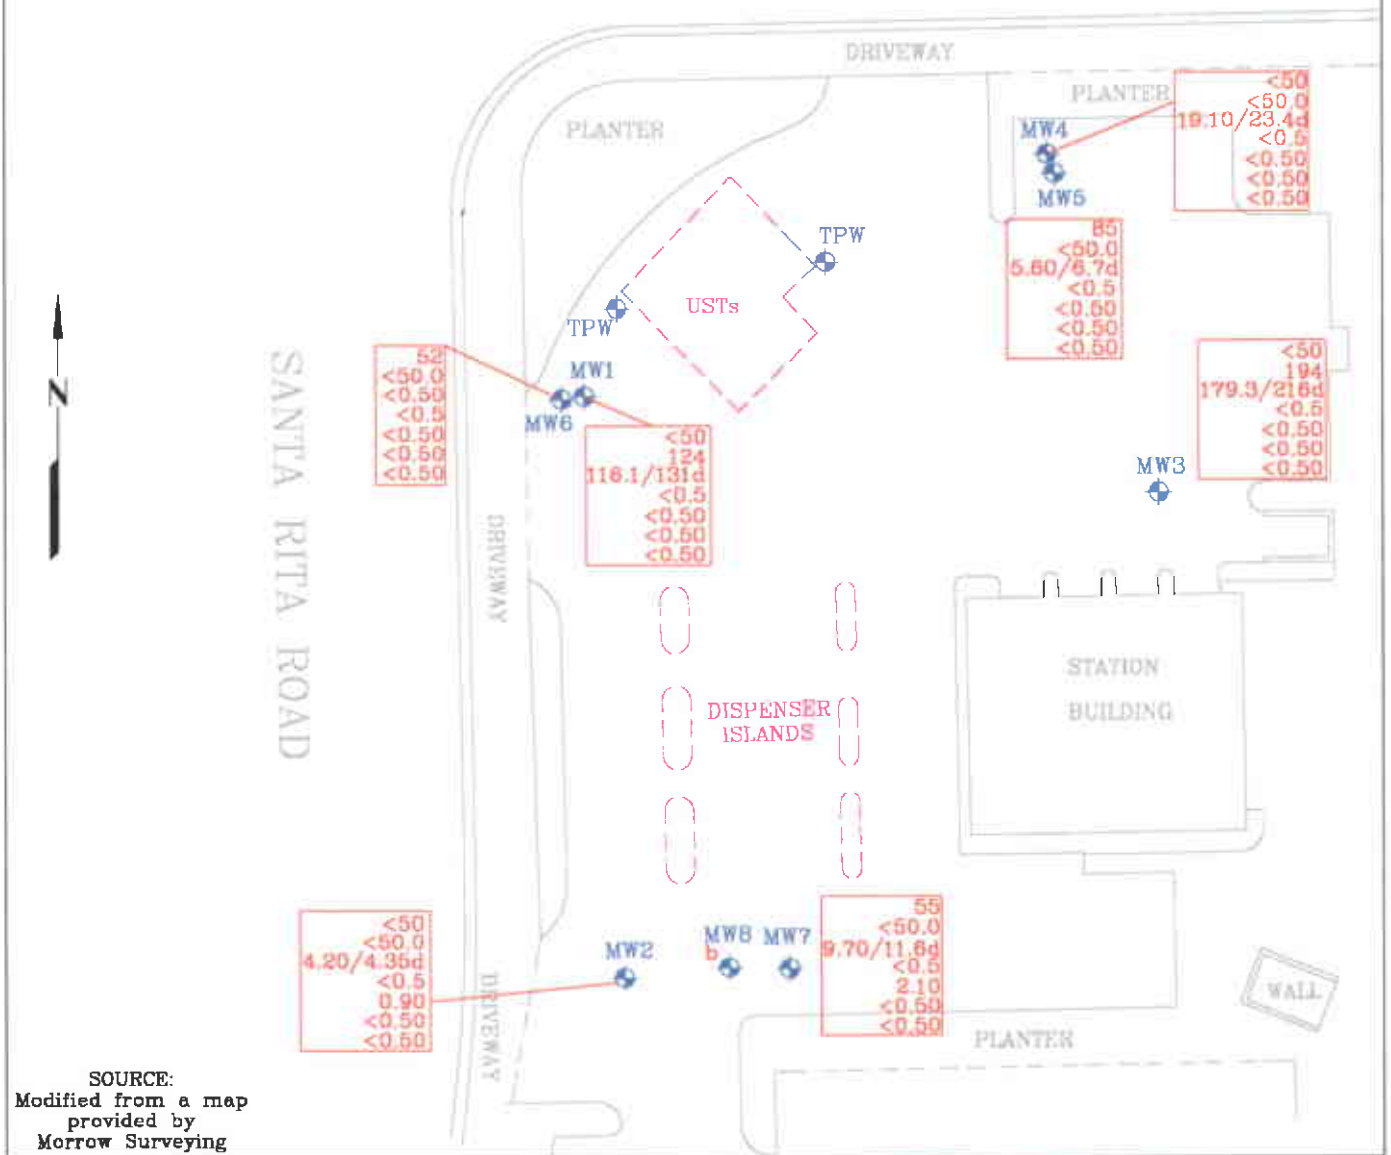 DRIVEWAY
PLANTER
PLANTER
<50
<50.0
19.10/23.4d
<0.5
<0.50
<0.50
<0.50
MW4
MW5
85
<50.0
5.60/6.7d
<0.5
<0.50
<0.50
<0.50
TPW
USTs
TPW
N
SANTA RITA ROAD
52
<50.0
<0.50
<0.5
<0.50
<0.50
<0.50
MW1
MW6
<50
124
116.1/131d
<0.5
<0.50
<0.50
<0.50
<50
194
179.3/216d
<0.5
<0.50
<0.50
<0.50
MW3
DRIVEWAY
STATION
BUILDING
DISPENSER
ISLANDS
<50
<50.0
4.20/4.35d
<0.5
0.90
<0.50
<0.50
MW2
MW8
b
MW7
55
<50.0
9.70/11.6d
<0.5
2.10
<0.50
<0.50
DRIVEWAY
WALL
PLANTER
SOURCE:
Modified from a map
provided by
Morrow Surveying